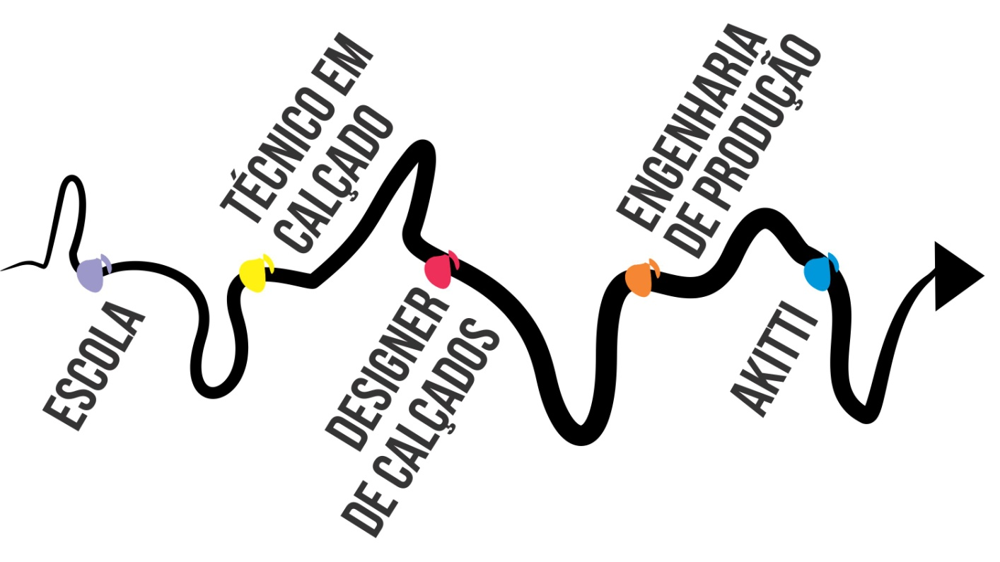 ESCOLA
TÉCNICO EM
CALÇADO
DESIGNER
DE CALÇADOS
ENGENHARIA
DE PRODUÇÃO
AKITTI